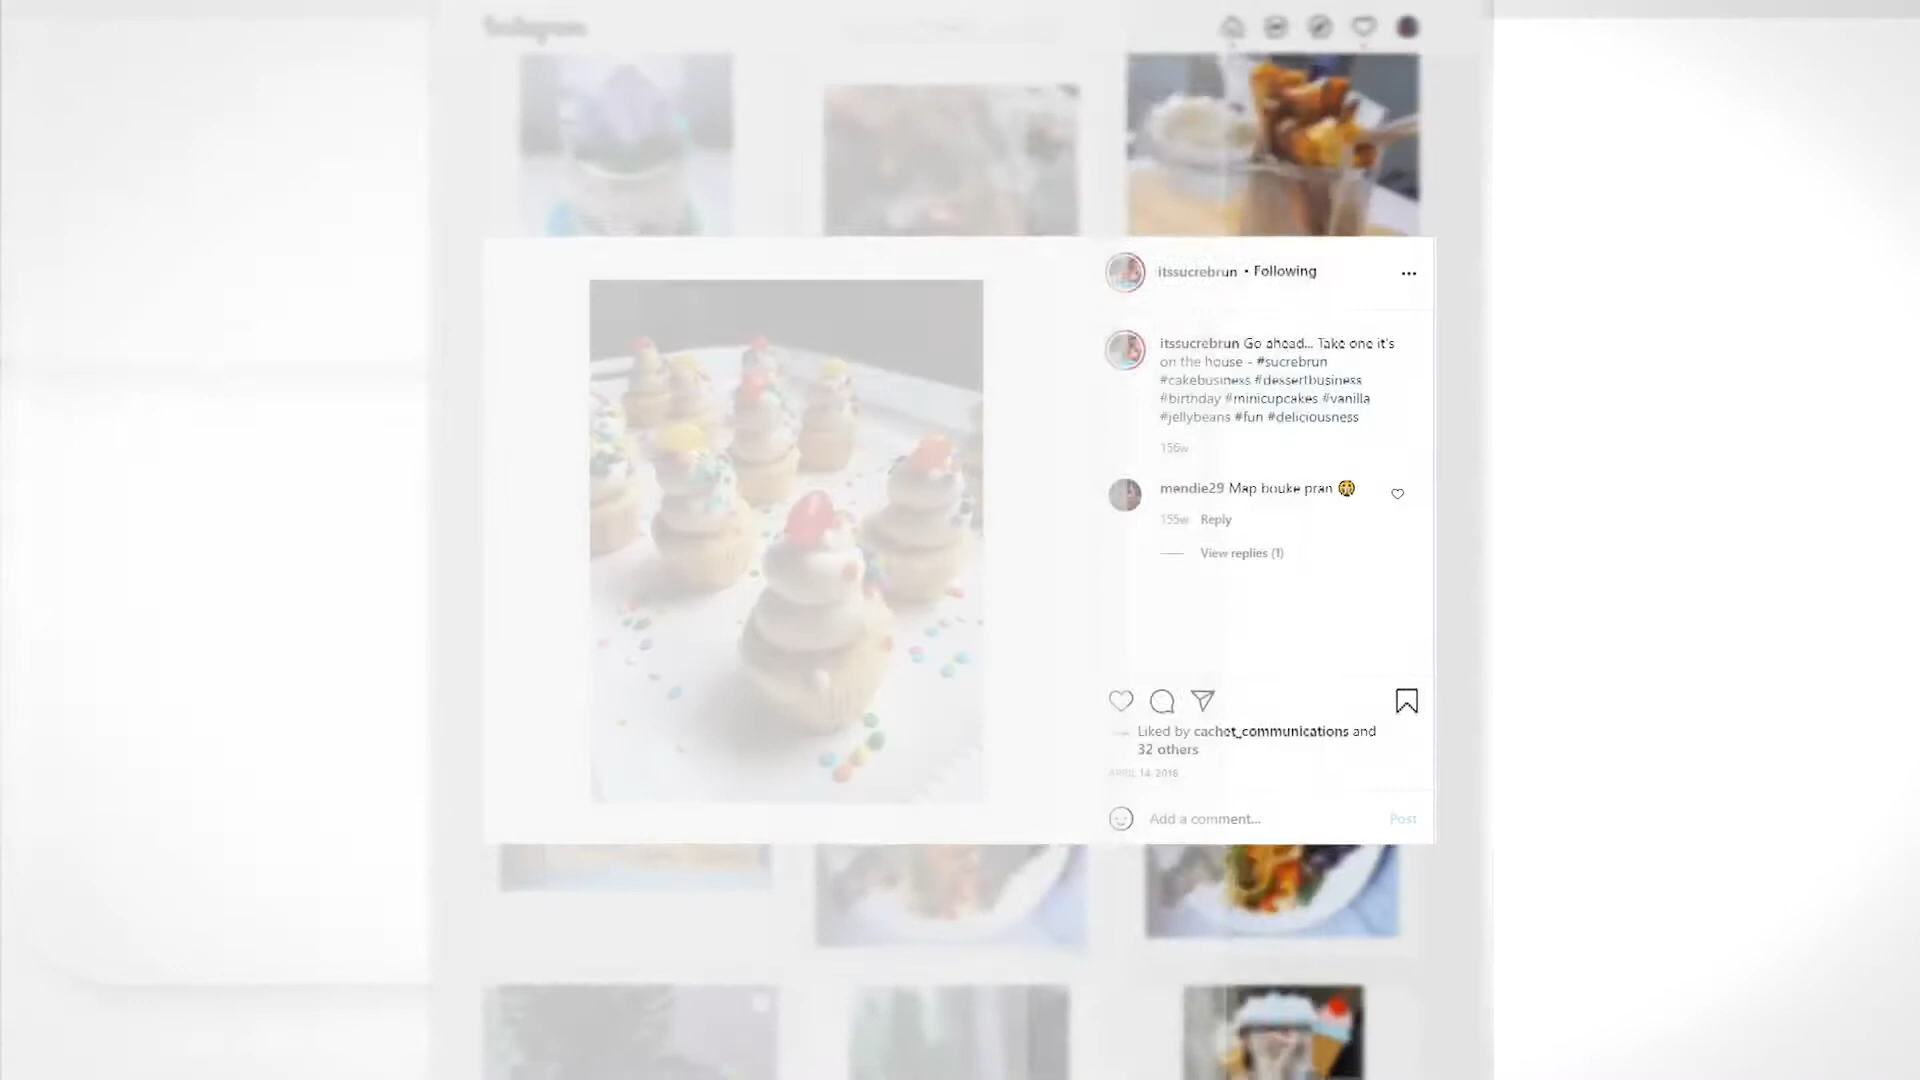 Instagram
itssucrebrun • Following
itssucrebrun Go ahead... Take one it's
on the house - #sucrebrun
#cakebusiness #dessertbusiness
#birthday #minicupcakes #vanilla
#jellybeans #fun #deliciousness
156w
mendie29 Map bouke pran
155w Reply
View replies (1)
Liked by cachet_communications and
32 others
APRIL 14, 2018
Add a comment... Post